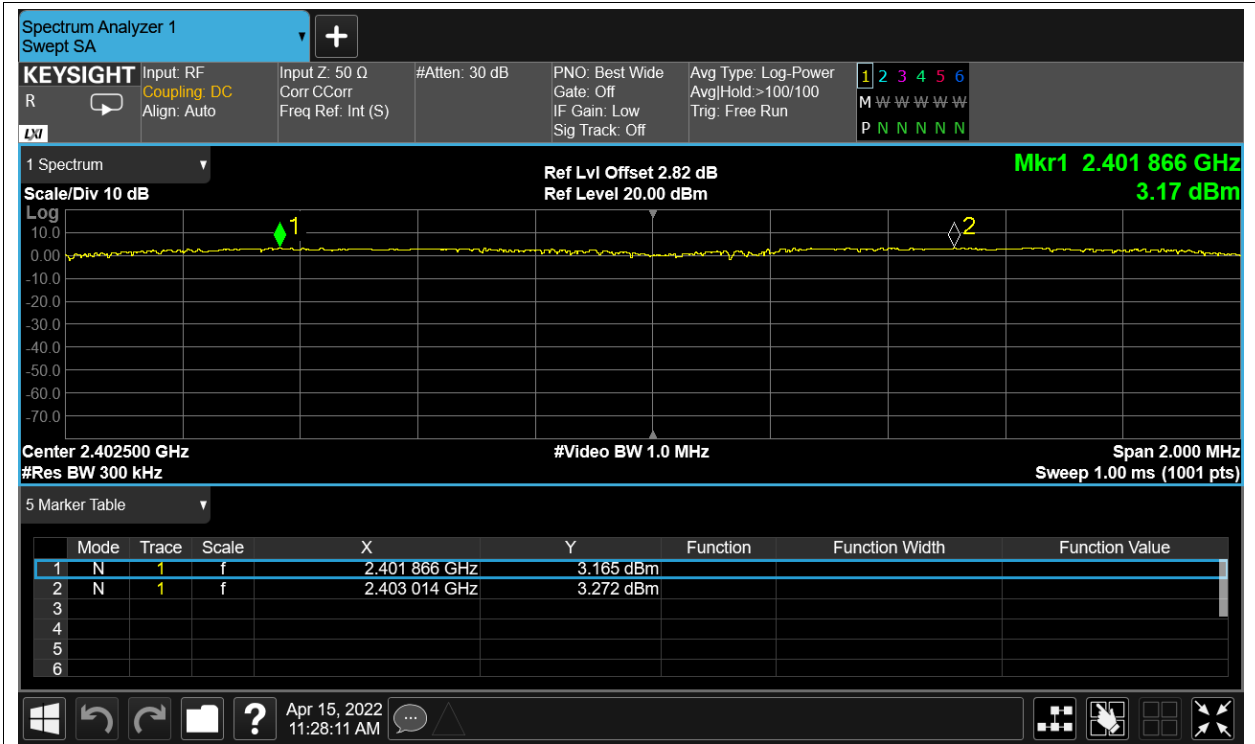 Spectrum Analyzer 1
Swept SA
+
KEYSIGHT Input: RF Input Z: 50 Ω #Atten: 30 dB PNO: Best Wide Avg Type: Log-Power 1 2 3 4 5 6
R Coupling: DC Corr CCorr Gate: Off Avg|Hold:>100/100 M W W W W W
Align: Auto Freq Ref: Int (S) IF Gain: Low Trig: Free Run
LXI Sig Track: Off P N N N N N
1 Spectrum Ref Lvl Offset 2.82 dB Mkr1 2.401 866 GHz
Scale/Div 10 dB Ref Level 20.00 dBm 3.17 dBm
Log
1 2
10.0
0.00
-10.0
-20.0
-30.0
-40.0
-50.0
-60.0
-70.0
Center 2.402500 GHz #Video BW 1.0 MHz Span 2.000 MHz
#Res BW 300 kHz Sweep 1.00 ms (1001 pts)
5 Marker Table
Mode Trace Scale X Y Function Function Width Function Value
1 N 1 f 2.401 866 GHz 3.165 dBm
2 N 1 f 2.403 014 GHz 3.272 dBm
3
4
5
6
? Apr 15, 2022
11:28:11 AM